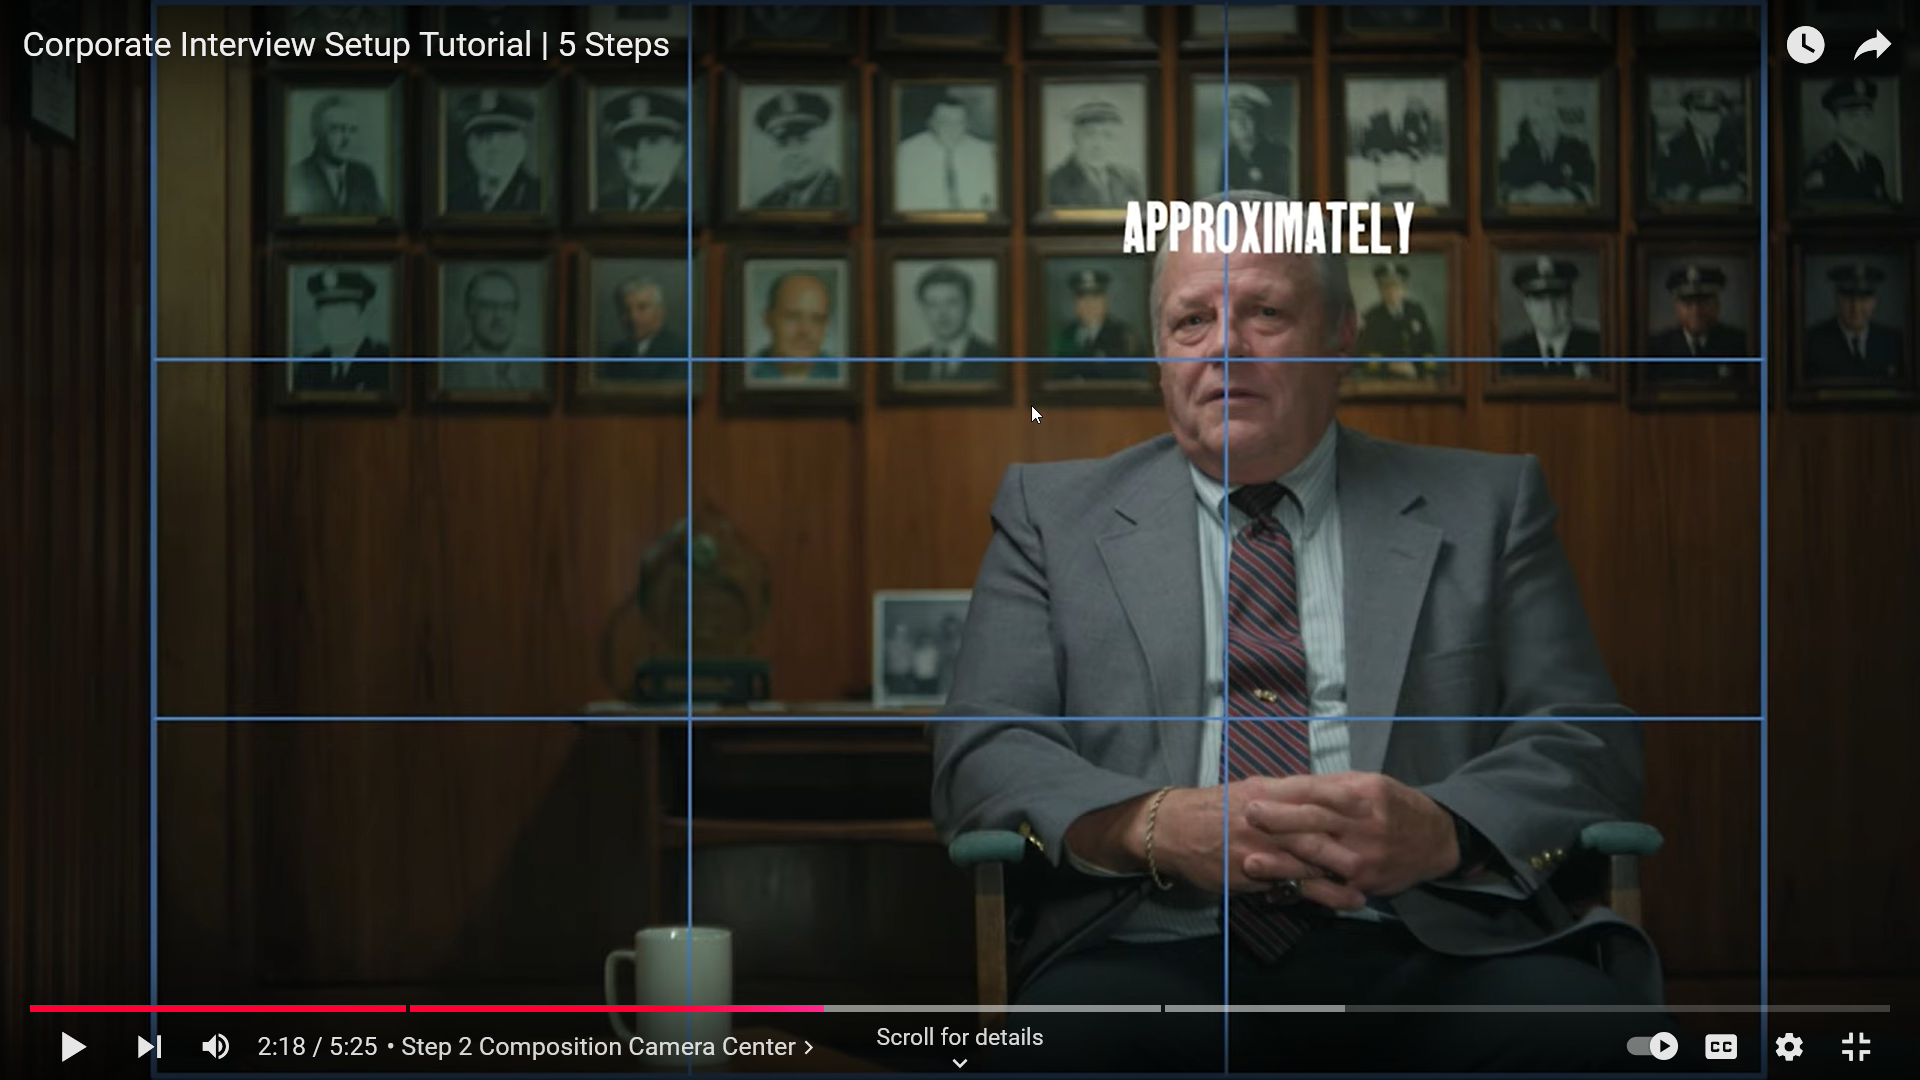 Corporate Interview Setup Tutorial | 5 Steps
APPROXIMATELY
Scroll for details
2:18 / 5:25 • Step 2 Composition Camera Center
CC